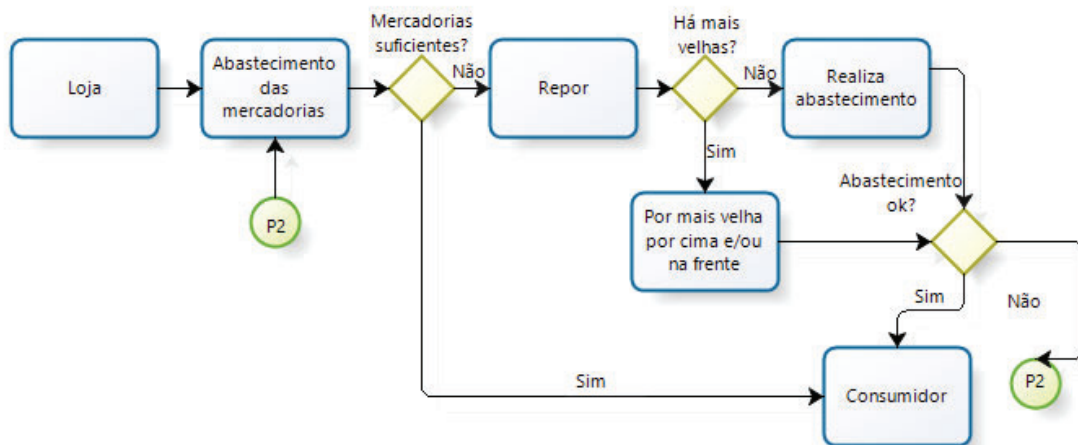 Loja
Abastecimento
das
mercadorias
Mercadorias
suficientes?
Não
Repor
Há mais
velhas?
Não
Realiza
abastecimento
P2
Sim
Por mais velha
por cima e/ou
na frente
Abastecimento
ok?
Sim
Não
Sim
Consumidor
P2